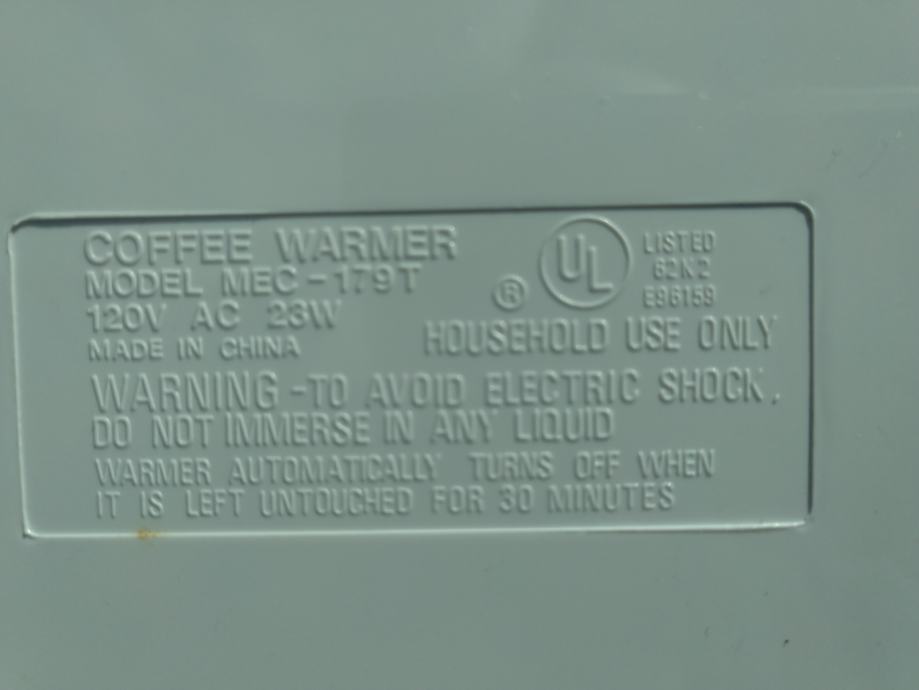 COFFEE WARMER
MODEL MEC-179T
120V AC 23W
MADE IN CHINA
® UL
LISTED
62K2
E96159
HOUSEHOLD USE ONLY
WARNING -TO AVOID ELECTRIC SHOCK,
DO NOT IMMERSE IN ANY LIQUID
WARMER AUTOMATICALLY TURNS OFF WHEN
IT IS LEFT UNTOUCHED FOR 30 MINUTES